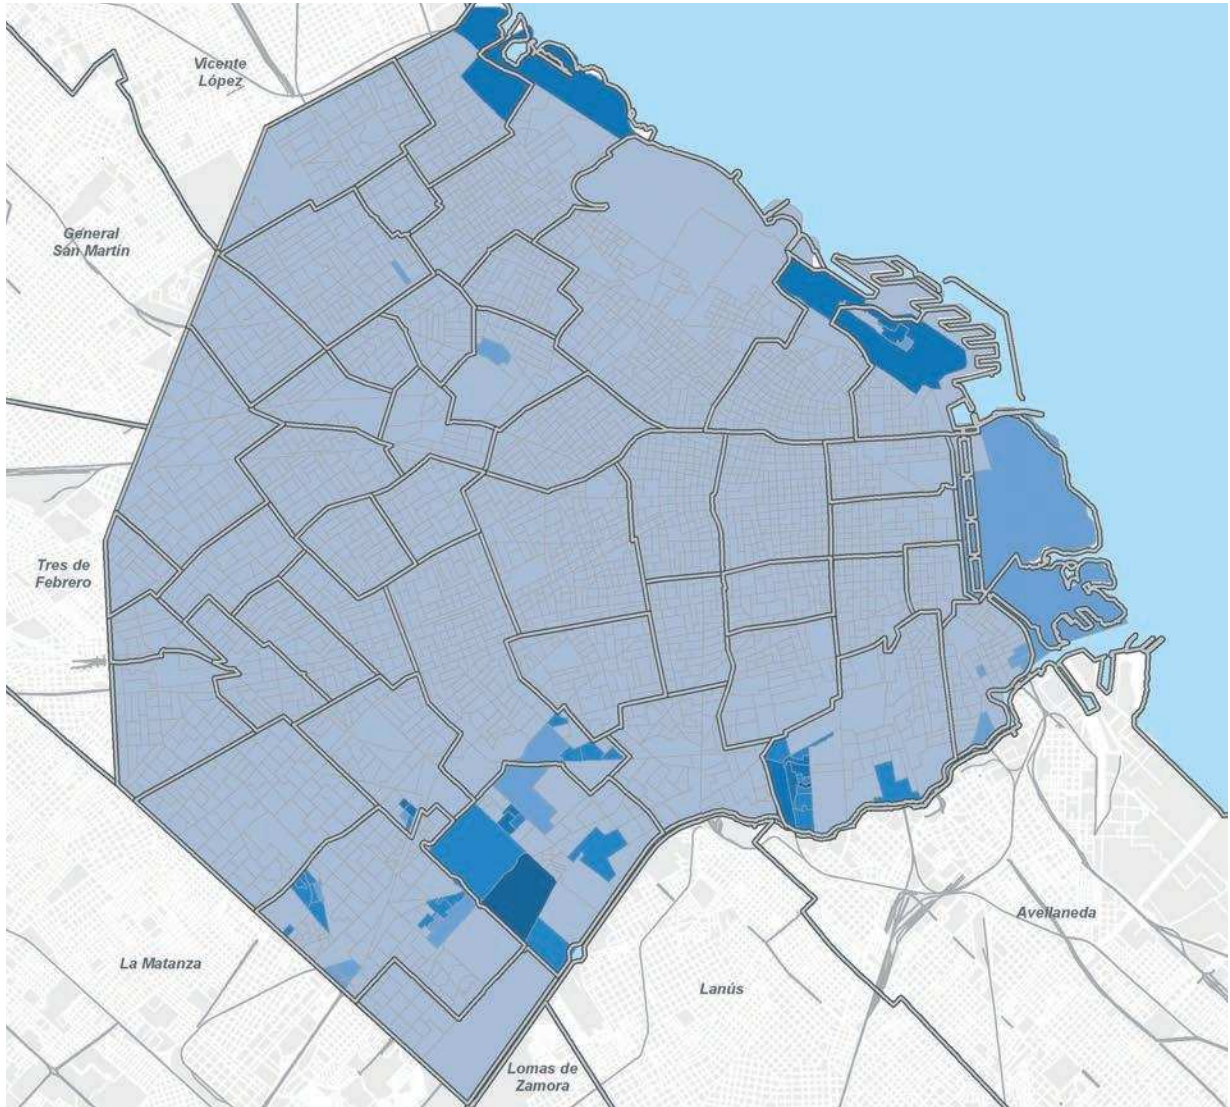 Vicente
López
General
San Martín
Tres de
Febrero
La Matanza
Avellaneda
Lanús
Lomas de
Zamora